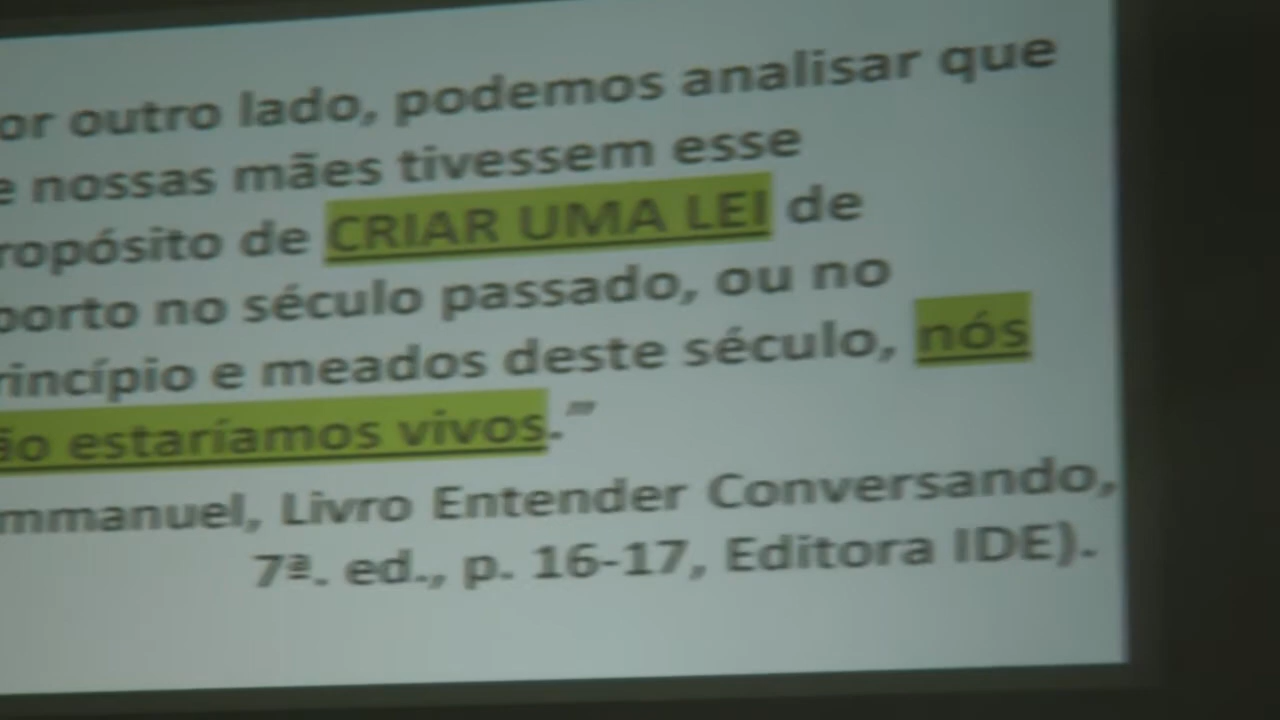 or outro lado, podemos analisar que
e nossas mães tivessem esse
ropósito de CRIAR UMA LEI de
borto no século passado, ou no
rincípio e meados deste século, nós
ão estaríamos vivos.”
mmanuel, Livro Entender Conversando,
7ª. ed., p. 16-17, Editora IDE).